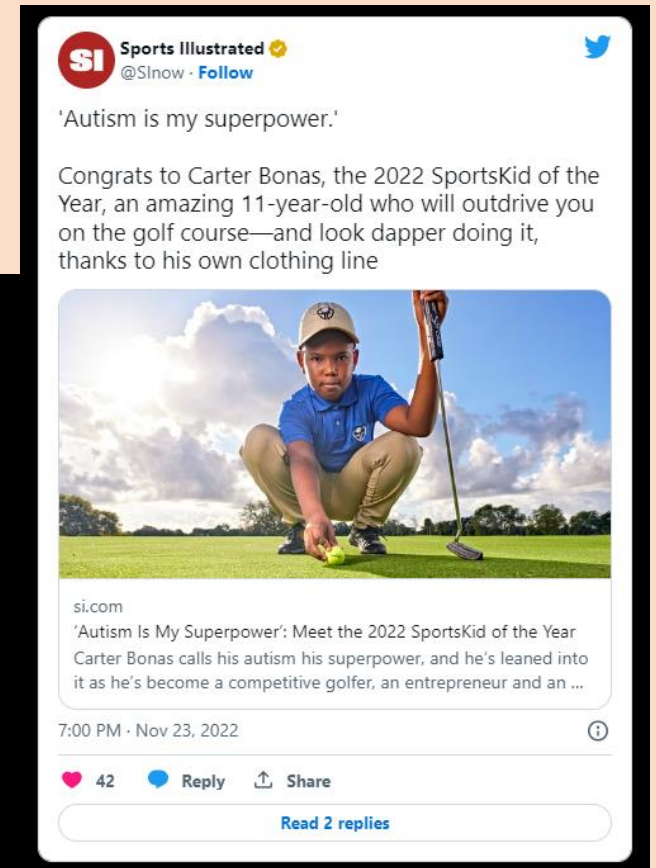 SI
Sports Illustrated
@SInow · Follow
'Autism is my superpower.'
Congrats to Carter Bonas, the 2022 SportsKid of the
Year, an amazing 11-year-old who will outdrive you
on the golf course—and look dapper doing it,
thanks to his own clothing line
si.com
'Autism Is My Superpower': Meet the 2022 SportsKid of the Year
Carter Bonas calls his autism his superpower, and he's leaned into
it as he's become a competitive golfer, an entrepreneur and an ...
7:00 PM · Nov 23, 2022
42 Reply Share
Read 2 replies